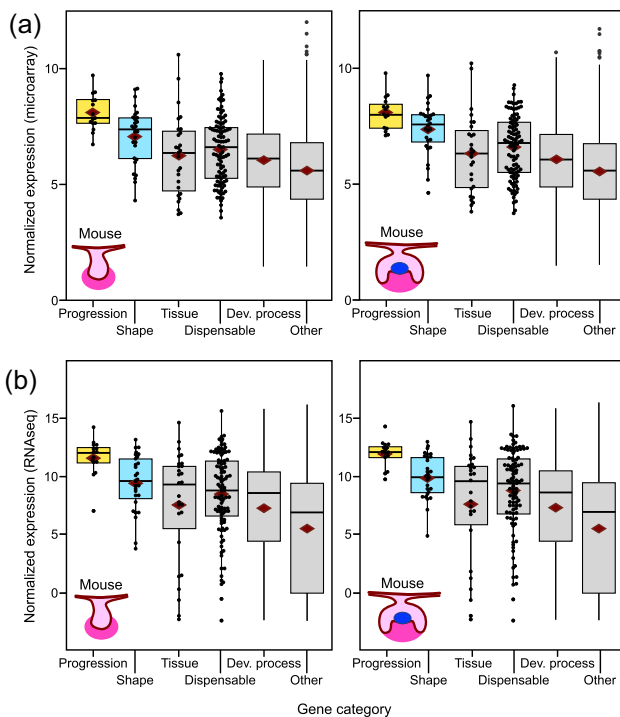 (a)
Normalized expression (microarray)
10
5
0
Mouse
Progression
Shape
Tissue
Dispensable
Dev. process
Other
10
5
0
Mouse
Progression
Shape
Tissue
Dispensable
Dev. process
Other
(b)
Normalized expression (RNAseq)
15
10
5
0
Mouse
Progression
Shape
Tissue
Dispensable
Dev. process
Other
15
10
5
0
Mouse
Progression
Shape
Tissue
Dispensable
Dev. process
Other
Gene category